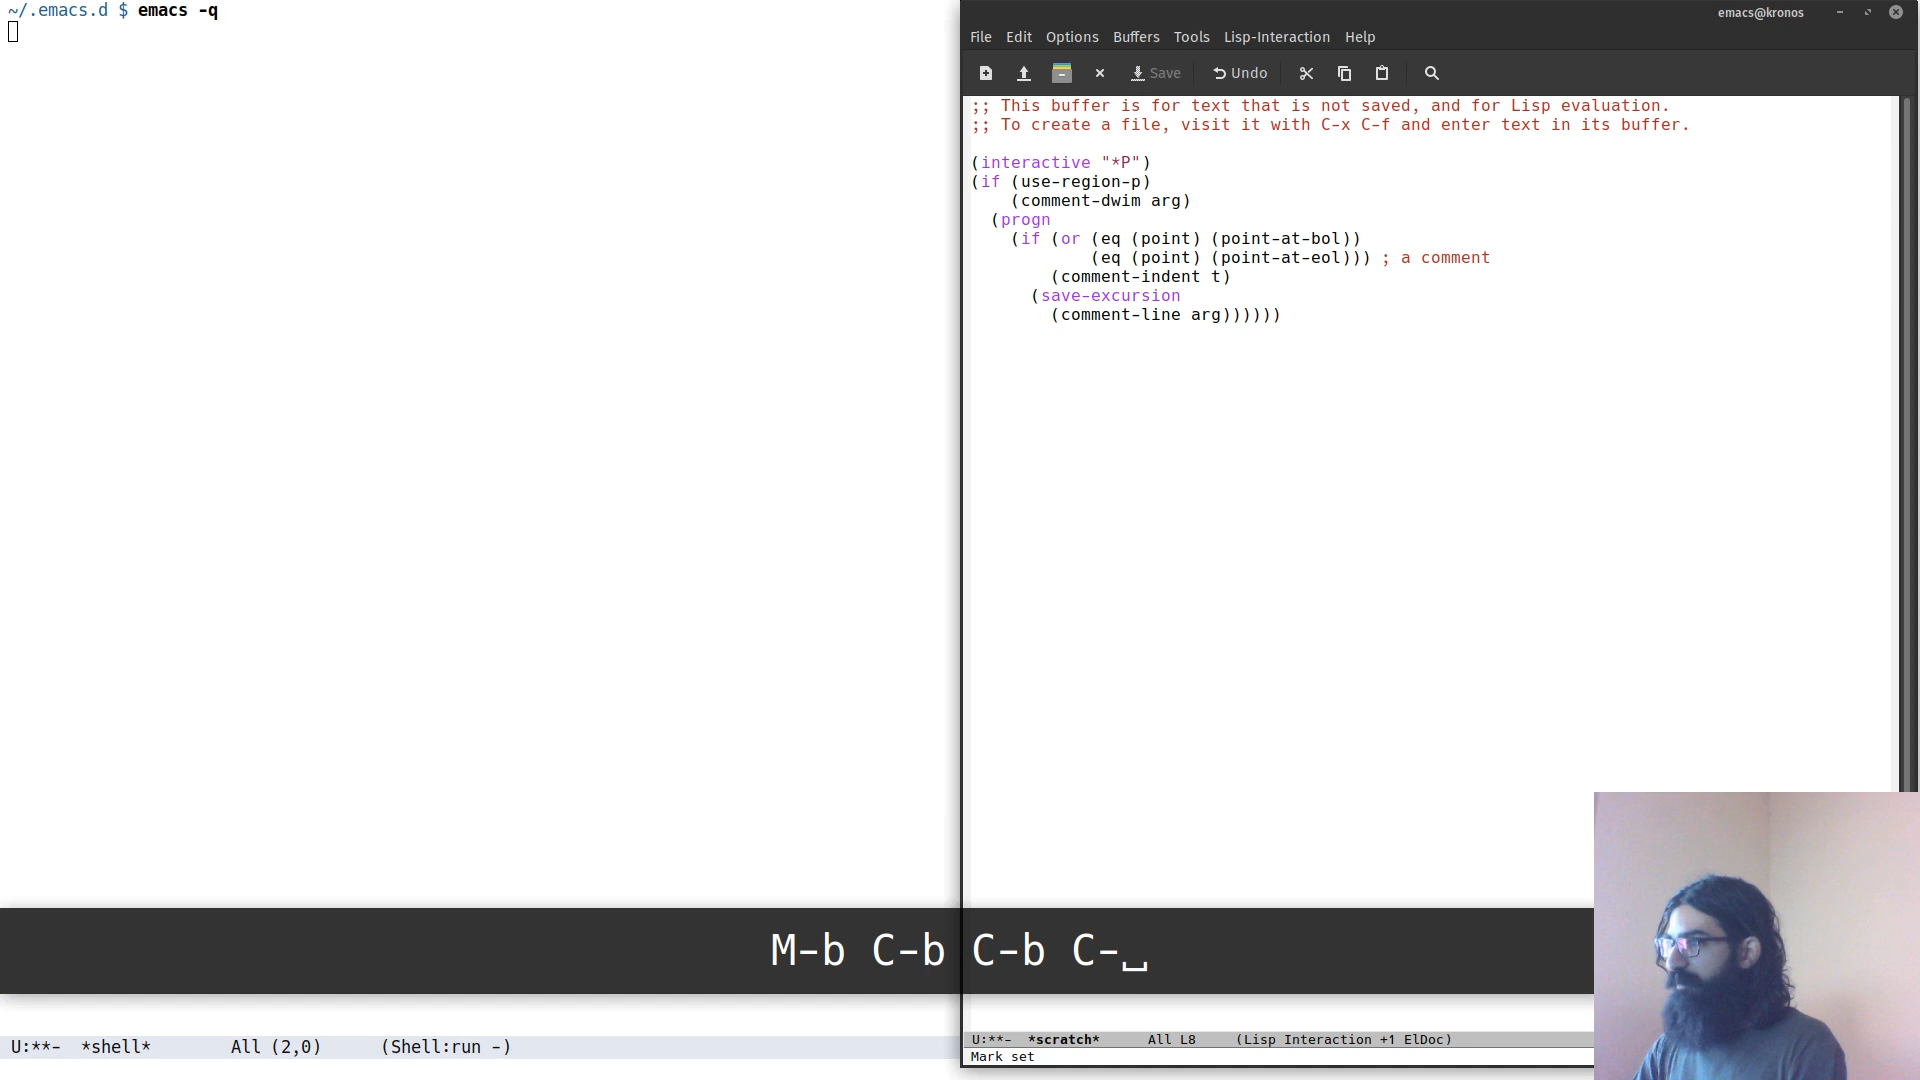 ~/.emacs.d $ emacs -q
emacs@kronos
File Edit Options Buffers Tools Lisp-Interaction Help
Save Undo
;; This buffer is for text that is not saved, and for Lisp evaluation.
;; To create a file, visit it with C-x C-f and enter text in its buffer.
(interactive "*P")
(if (use-region-p)
(comment-dwim arg)
(progn
(if (or (eq (point) (point-at-bol))
(eq (point) (point-at-eol))) ; a comment
(comment-indent t)
(save-excursion
(comment-line arg))))))
M-b C-b C-b C-␣
U:**- *shell* All (2,0) (Shell:run -)
U:**- *scratch* All L8 (Lisp Interaction +1 ElDoc)
Mark set